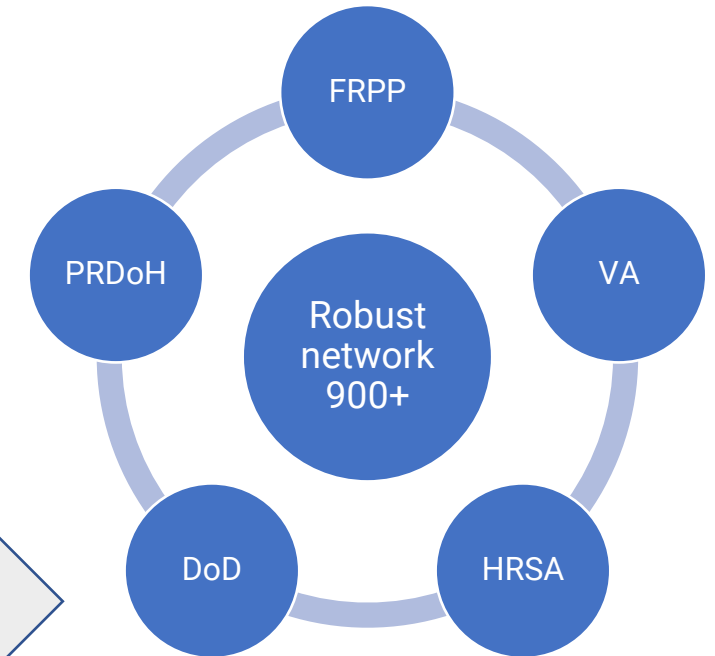 FRPP
PRDoH
VA
Robust
network
900+
DoD
HRSA